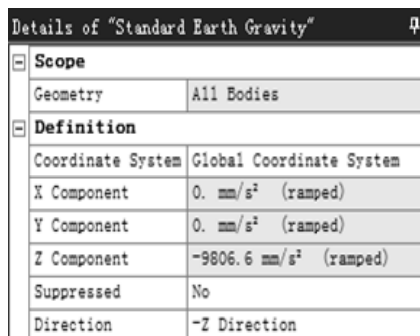 Details of "Standard Earth Gravity"
Scope
Geometry All Bodies
Definition
Coordinate System Global Coordinate System
X Component 0. mm/s² (ramped)
Y Component 0. mm/s² (ramped)
Z Component -9806.6 mm/s² (ramped)
Suppressed No
Direction -Z Direction